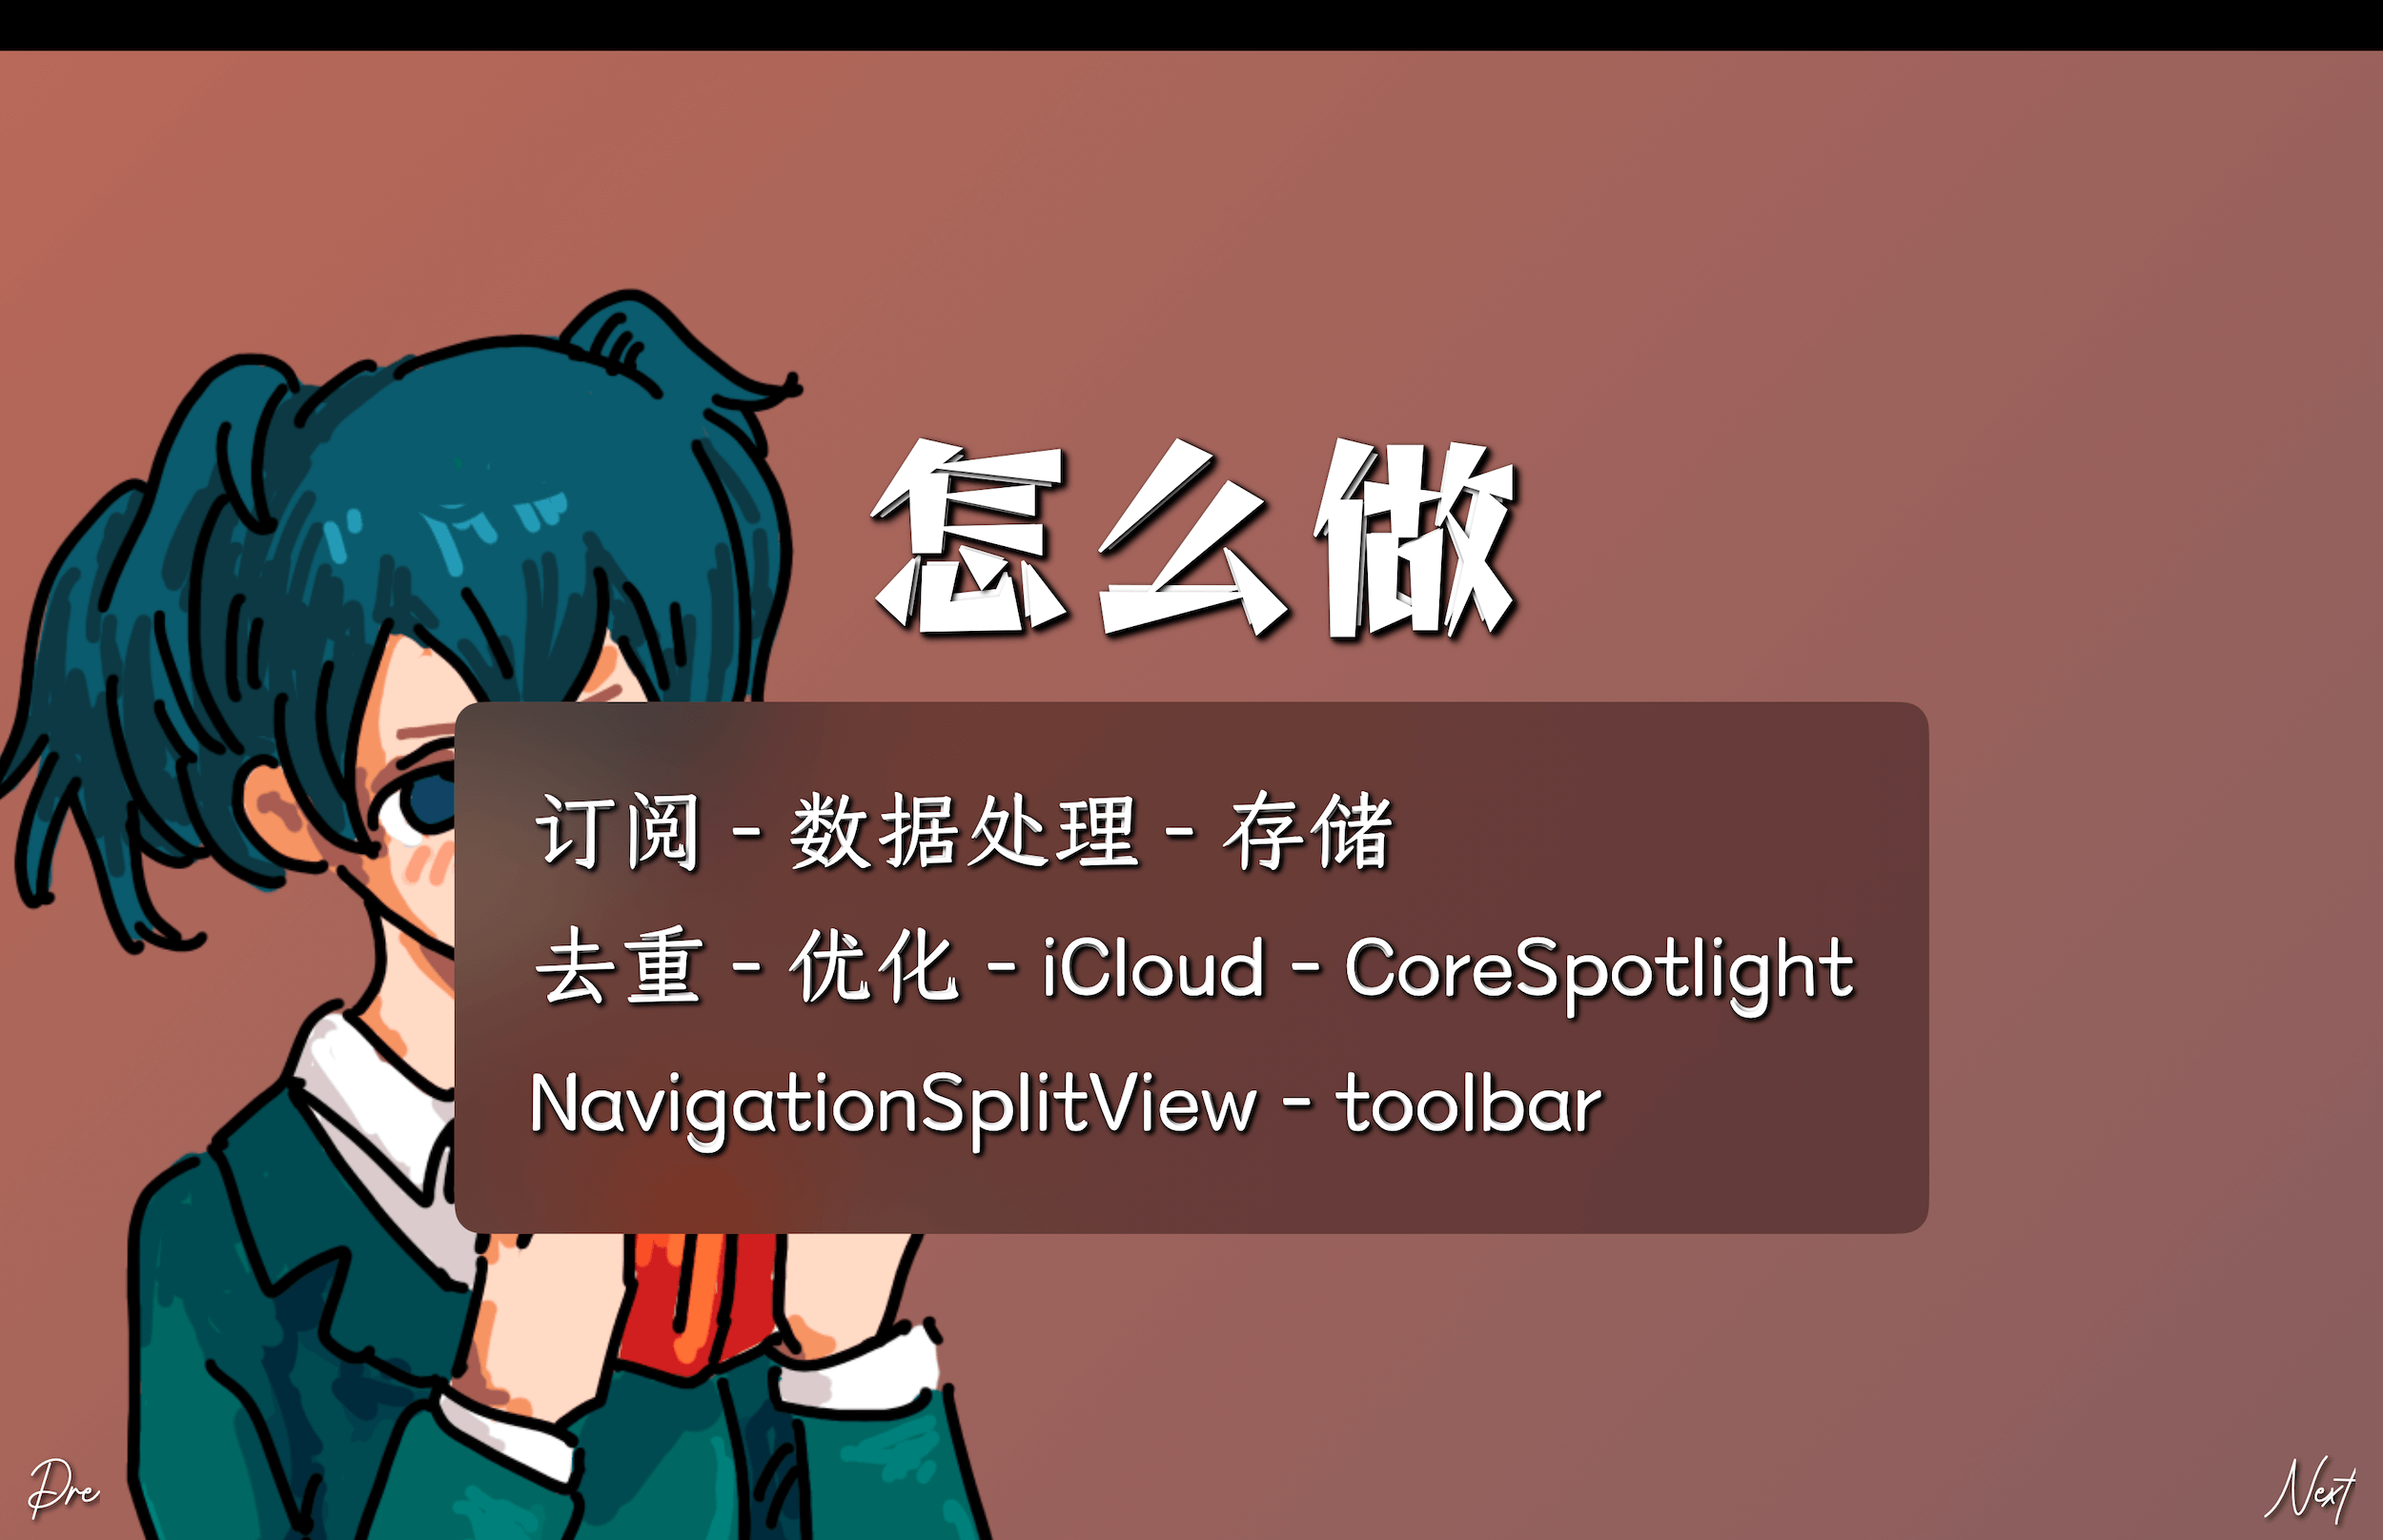 怎么做
订阅 - 数据处理 - 存储
去重 - 优化 - iCloud - CoreSpotlight
NavigationSplitView - toolbar
Pre
Next